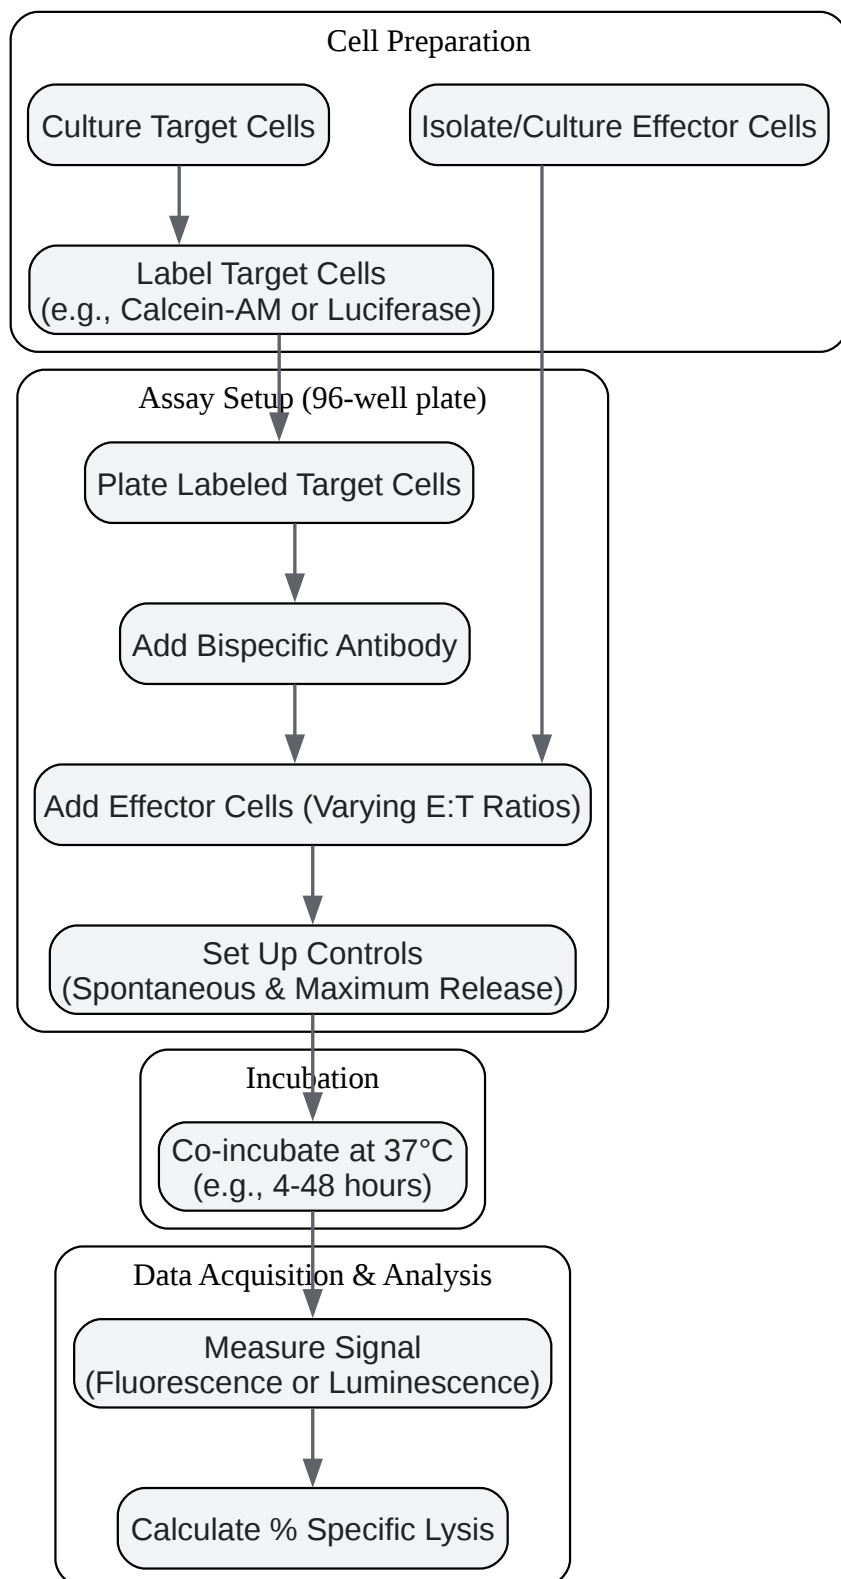 Cell Preparation
Culture Target Cells
Isolate/Culture Effector Cells
Label Target Cells
(e.g., Calcein-AM or Luciferase)
Assay Setup (96-well plate)
Plate Labeled Target Cells
Add Bispecific Antibody
Add Effector Cells (Varying E:T Ratios)
Set Up Controls
(Spontaneous & Maximum Release)
Incubation
Co-incubate at 37°C
(e.g., 4-48 hours)
Data Acquisition & Analysis
Measure Signal
(Fluorescence or Luminescence)
Calculate % Specific Lysis